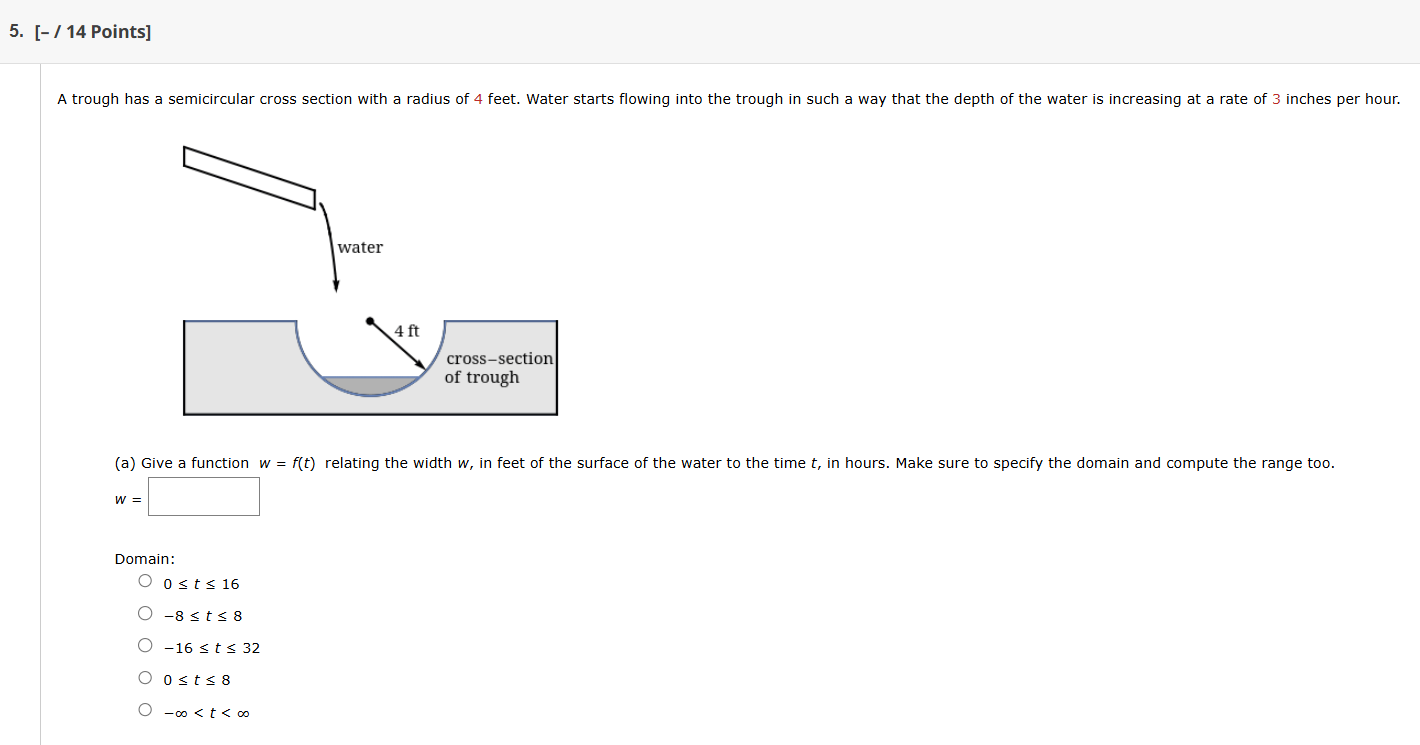 5. [– / 14 Points]
A trough has a semicircular cross section with a radius of 4 feet. Water starts flowing into the trough in such a way that the depth of the water is increasing at a rate of 3 inches per hour.
water
4 ft
cross–section
of trough
(a) Give a function w = f(t) relating the width w, in feet of the surface of the water to the time t, in hours. Make sure to specify the domain and compute the range too.
w =
Domain:
0 ≤ t ≤ 16
−8 ≤ t ≤ 8
−16 ≤ t ≤ 32
0 ≤ t ≤ 8
−∞ < t < ∞